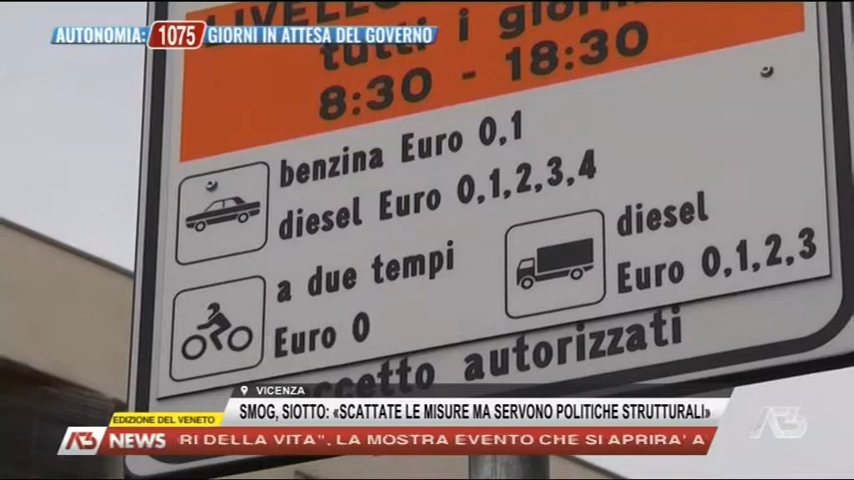 AUTONOMIA: 1075 GIORNI IN ATTESA DEL GOVERNO
LIVELLO
tutti i giorni
8:30 - 18:30
benzina Euro 0,1
diesel Euro 0,1,2,3,4
a due tempi
Euro 0
diesel
Euro 0,1,2,3
eccetto autorizzati
VICENZA
SMOG, SIOTTO: «SCATTATE LE MISURE MA SERVONO POLITICHE STRUTTURALI»
EDIZIONE DEL VENETO
A3 NEWS RI DELLA VITA". LA MOSTRA EVENTO CHE SI APRIRA' A
A3